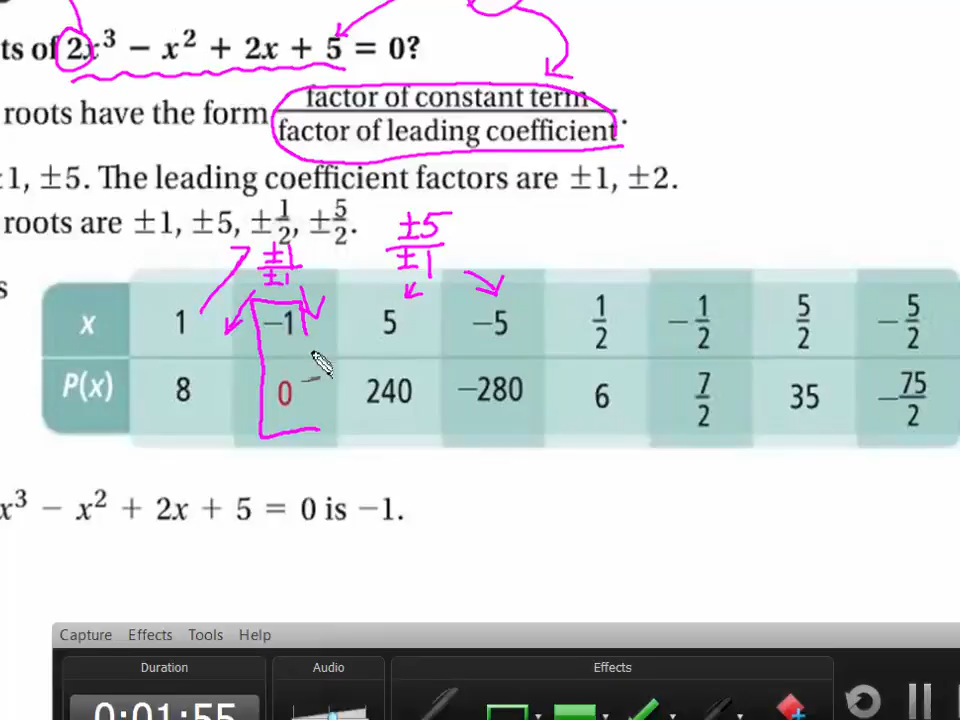 ts of 2x³ − x² + 2x + 5 = 0?
roots have the form factor of constant term / factor of leading coefficient.
±1, ±5. The leading coefficient factors are ±1, ±2.
roots are ±1, ±5, ±1/2, ±5/2.
±1/±1 ±5/±1
s
x 1 −1 5 −5 1/2 −1/2 5/2 −5/2
P(x) 8 0 240 −280 6 7/2 35 −75/2
x³ − x² + 2x + 5 = 0 is −1.
Capture Effects Tools Help
Duration Audio Effects
0:01:55